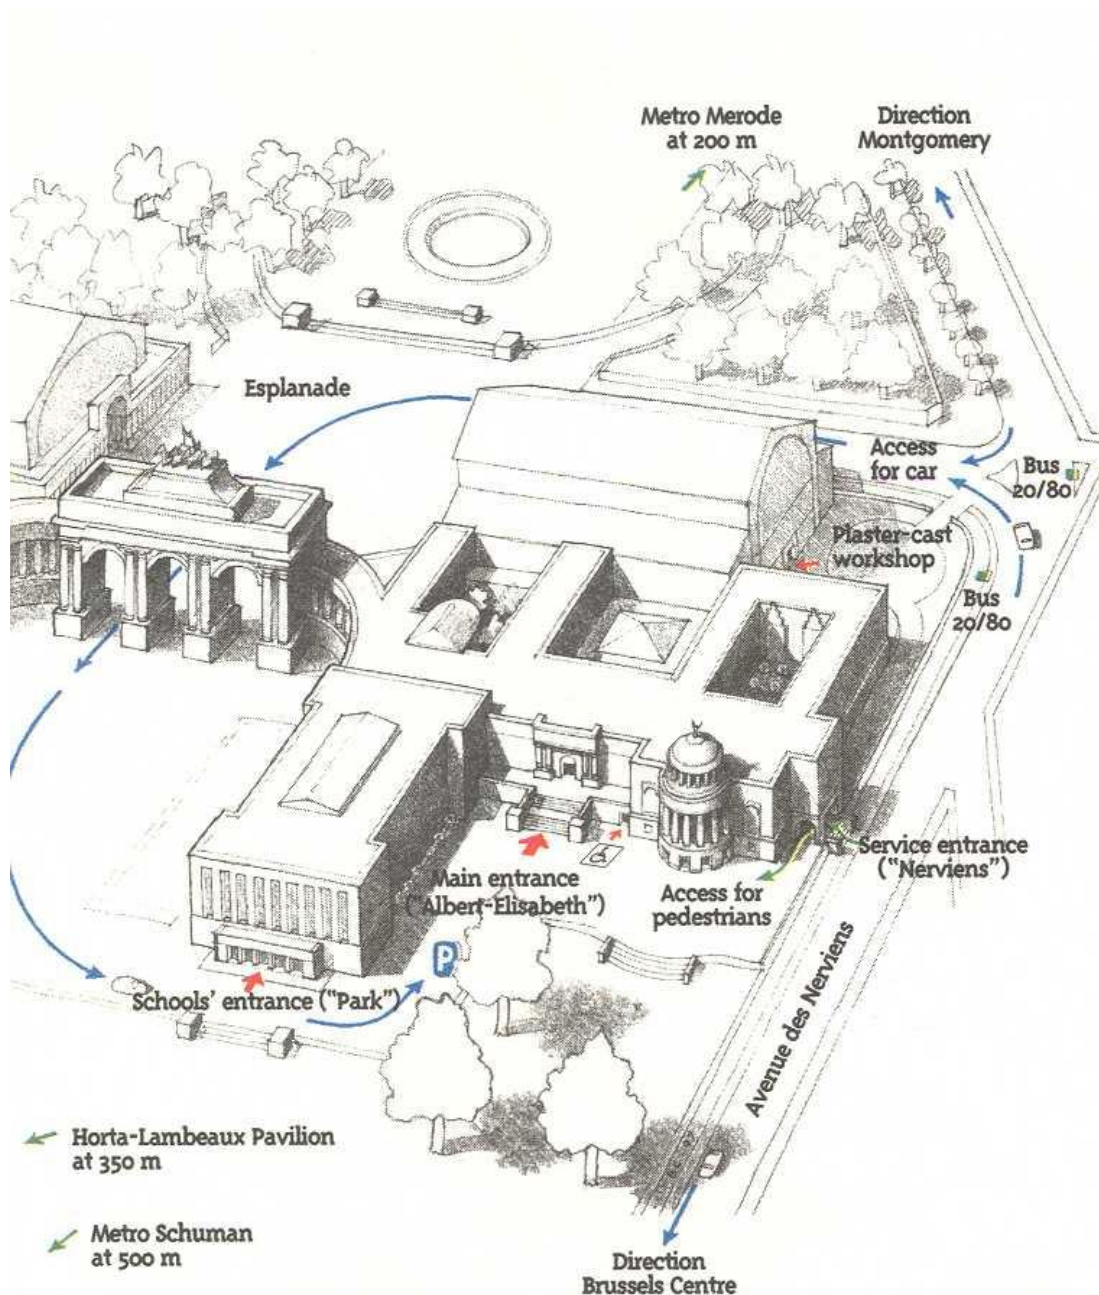 Metro Merode
at 200 m
Direction
Montgomery
Esplanade
Access
for car
Bus
20/80
Plaster-cast
workshop
Bus
20/80
Main entrance
("Albert-Elisabeth")
Access for
pedestrians
Service entrance
("Nerviens")
P
Schools' entrance ("Park")
Avenue des Nerviens
Horta-Lambeaux Pavilion
at 350 m
Metro Schuman
at 500 m
Direction
Brussels Centre